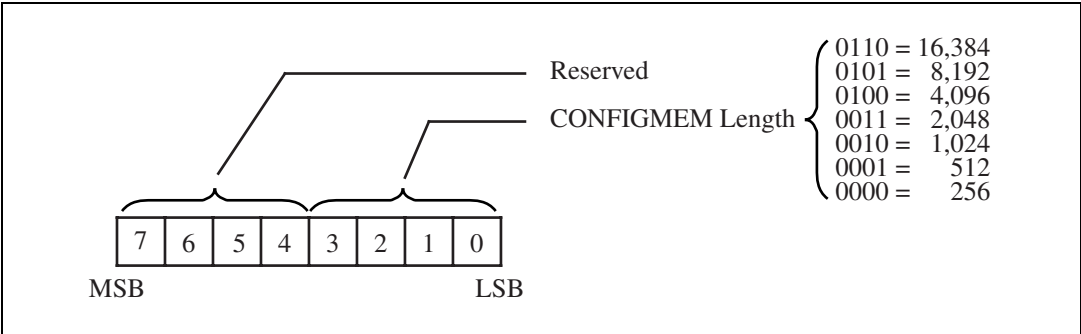 0110 = 16,384
Reserved
0101 = 8,192
0100 = 4,096
CONFIGMEM Length
0011 = 2,048
0010 = 1,024
0001 = 512
0000 = 256
7 6 5 4 3 2 1 0
MSB LSB